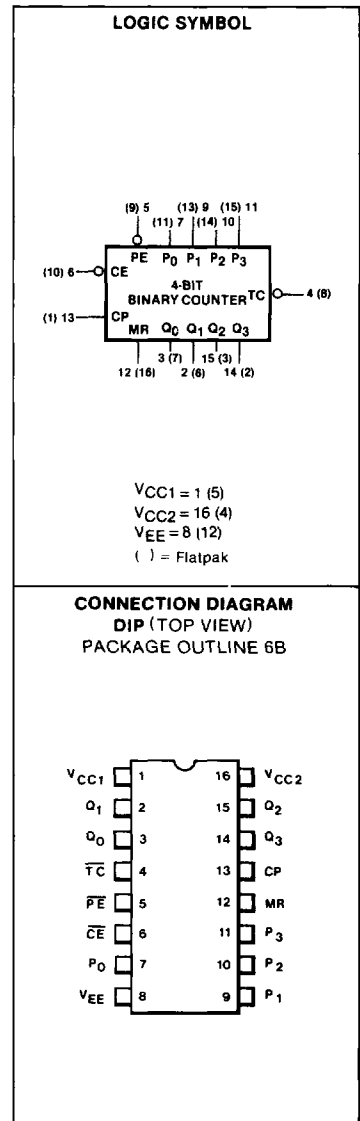 LOGIC SYMBOL
(9) 5 (11) 7 (13) 9 (14) 10 (15) 11
PE P0 P1 P2 P3
(10) 6 CE
4-BIT
BINARY COUNTER TC 4 (8)
(1) 13 CP
MR Q0 Q1 Q2 Q3
12 (16) 3 (7) 2 (6) 15 (3) 14 (2)
VCC1 = 1 (5)
VCC2 = 16 (4)
VEE = 8 (12)
( ) = Flatpak
CONNECTION DIAGRAM
DIP (TOP VIEW)
PACKAGE OUTLINE 6B
VCC1 1 16 VCC2
Q1 2 15 Q2
Q0 3 14 Q3
T̅C̅ 4 13 CP
P̅E̅ 5 12 MR
C̅E̅ 6 11 P3
P0 7 10 P2
VEE 8 9 P1